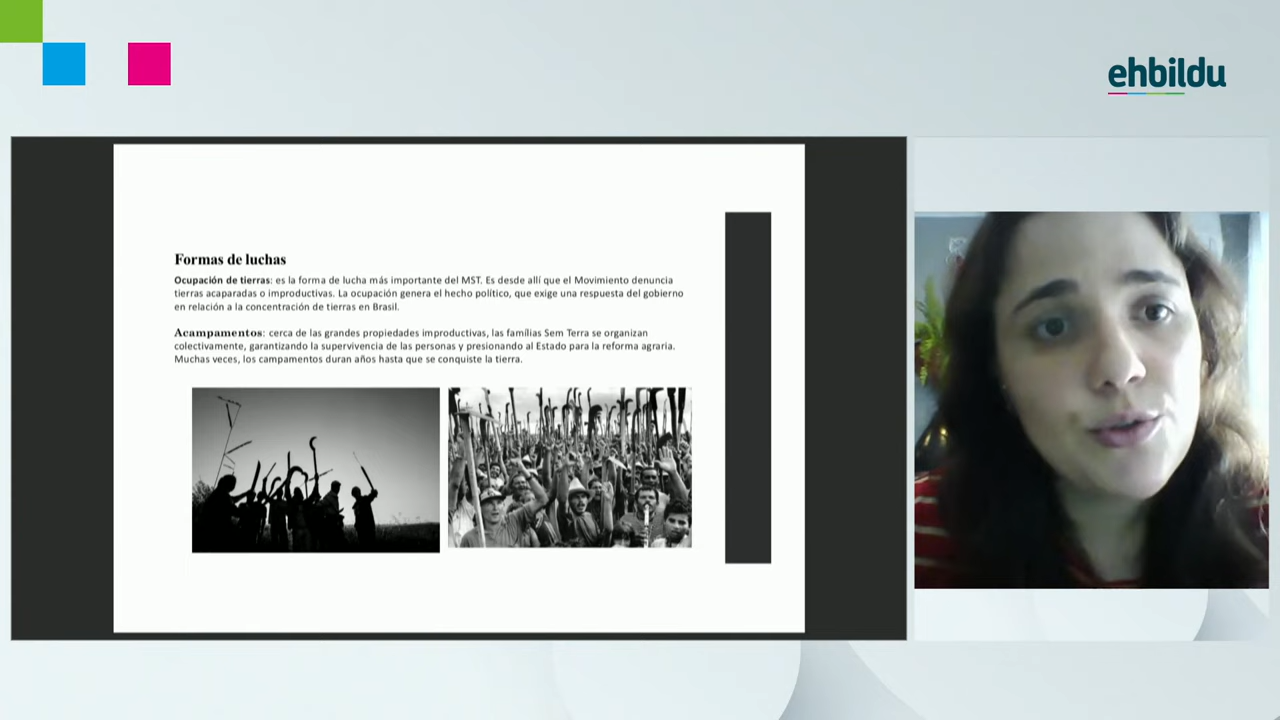 ehbildu
Formas de luchas
Ocupación de tierras: es la forma de lucha más importante del MST. Es desde allí que el Movimiento denuncia
tierras acaparadas o improductivas. La ocupación genera el hecho político, que exige una respuesta del gobierno
en relación a la concentración de tierras en Brasil.
Acampamentos: cerca de las grandes propiedades improductivas, las famílias Sem Terra se organizan
colectivamente, garantizando la supervivencia de las personas y presionando al Estado para la reforma agraria.
Muchas veces, los campamentos duran años hasta que se conquiste la tierra.